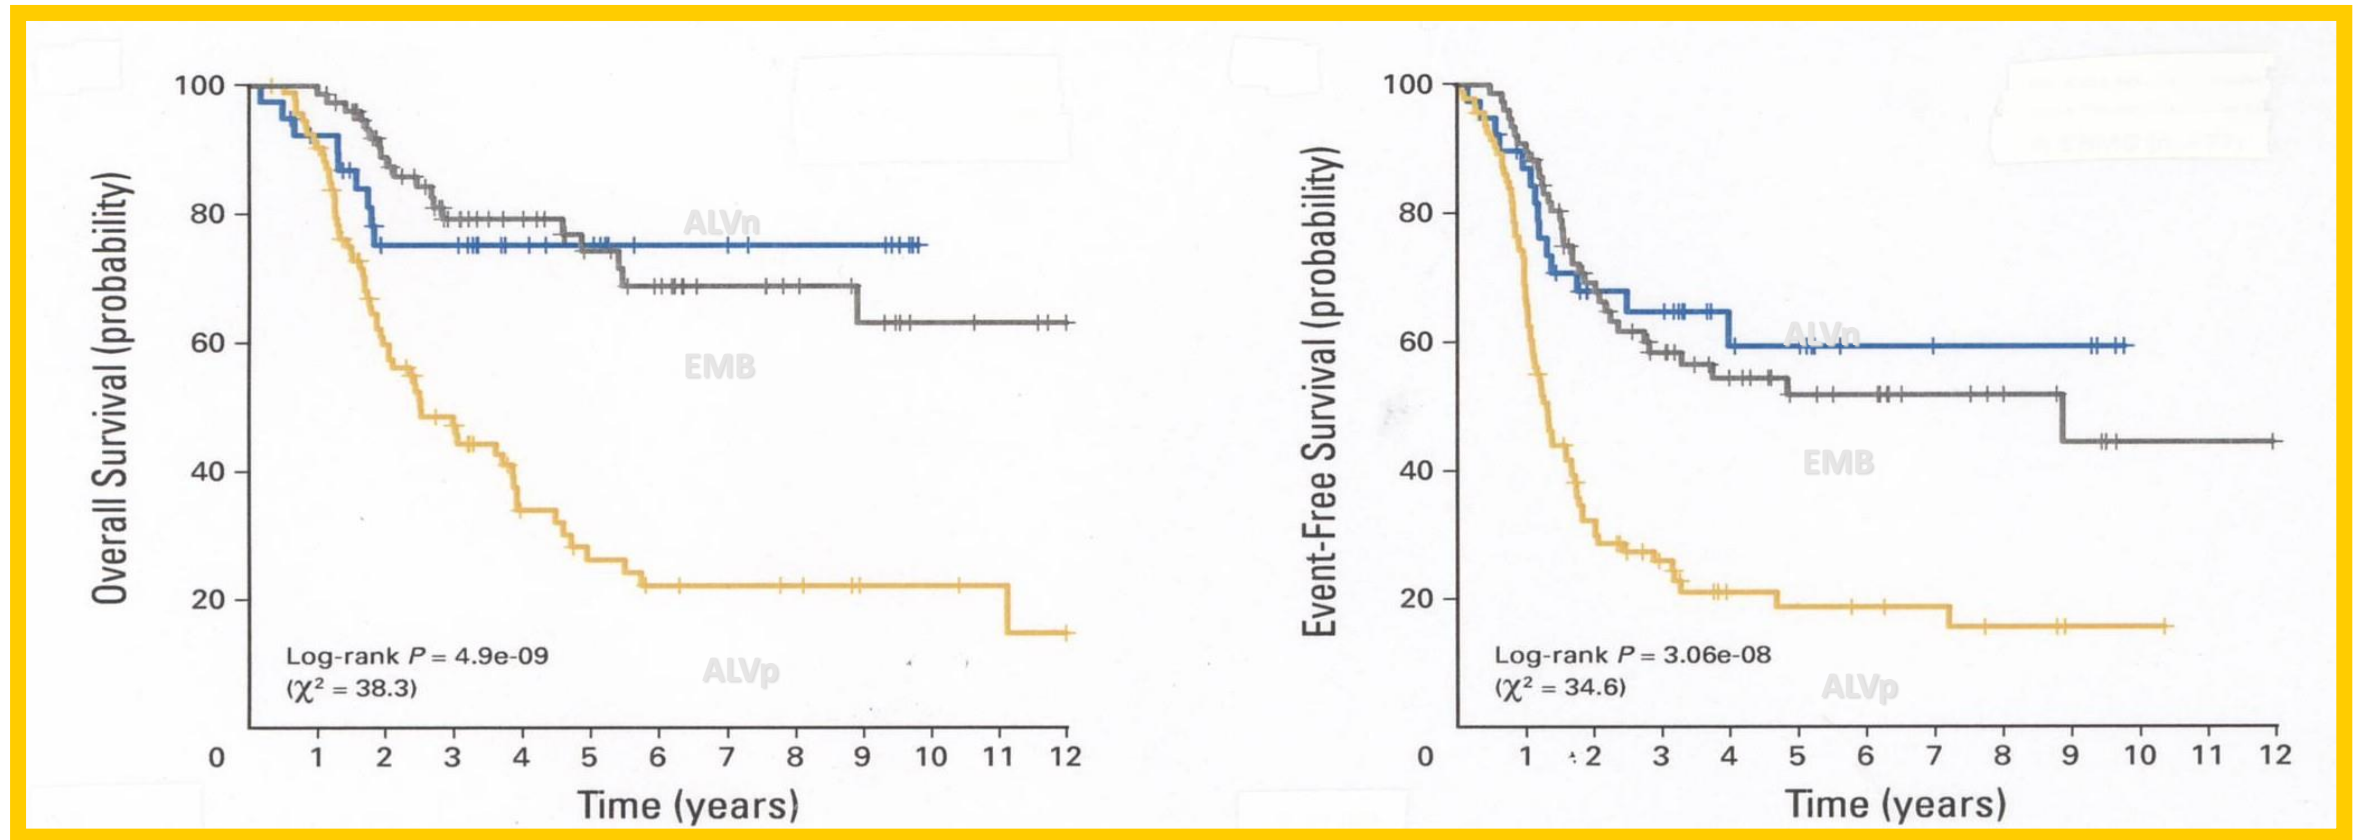 Overall Survival (probability)
100
80
60
40
20
0
ALVn
EMB
ALVp
Log-rank P = 4.9e-09
(χ² = 38.3)
1 2 3 4 5 6 7 8 9 10 11 12
Time (years)
Event-Free Survival (probability)
100
80
60
40
20
0
ALVn
EMB
ALVp
Log-rank P = 3.06e-08
(χ² = 34.6)
1 2 3 4 5 6 7 8 9 10 11 12
Time (years)